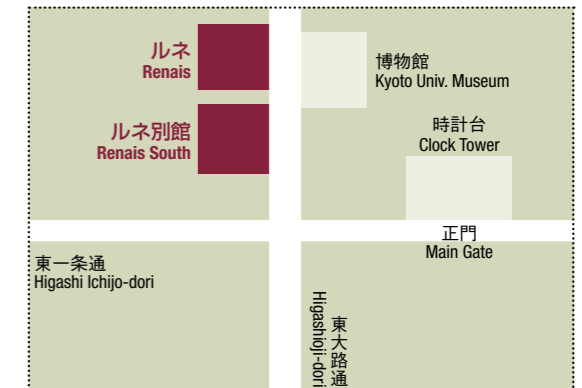 ルネ
Renais
博物館
Kyoto Univ. Museum
ルネ別館
Renais South
時計台
Clock Tower
正門
Main Gate
東一条通
Higashi Ichijo-dori
東大路通
Higashioji-dori